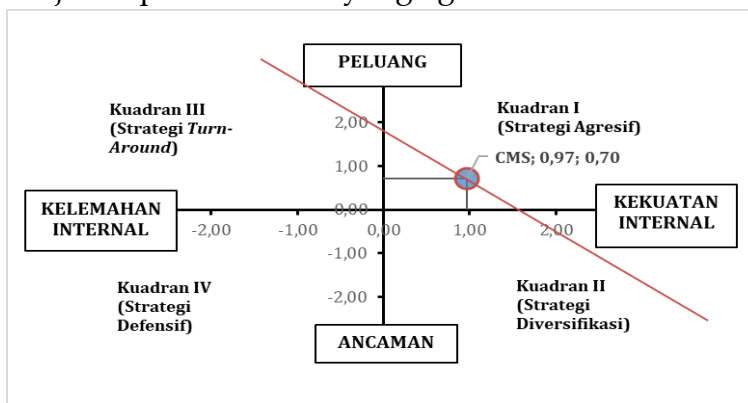 PELUANG
Kuadran III
(Strategi Turn-
Around)
Kuadran I
(Strategi Agresif)
2,00
CMS; 0,97; 0,70
1,00
KELEMAHAN
INTERNAL
0,00
KEKUATAN
INTERNAL
-2,00
-1,00
0,00
1,00
2,00
-1,00
Kuadran IV
(Strategi
Defensif)
-2,00
Kuadran II
(Strategi
Diversifikasi)
ANCAMAN